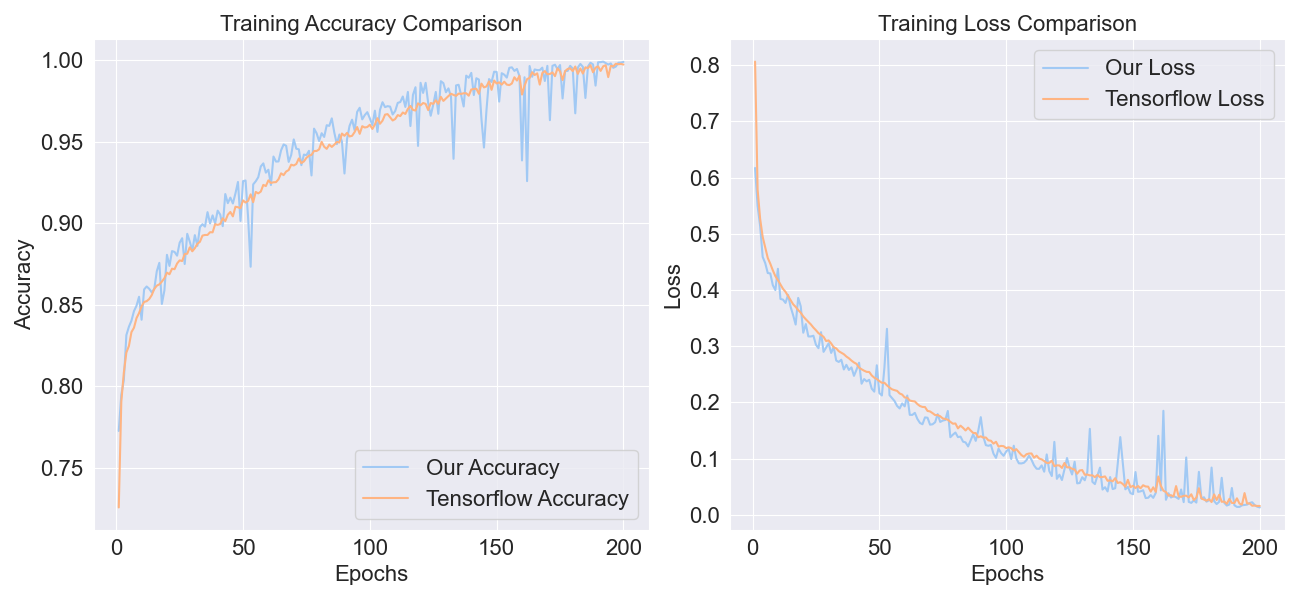 Training Accuracy Comparison
1.00
0.95
0.90
0.85
0.80
0.75
Accuracy
Our Accuracy
Tensorflow Accuracy
0 50 100 150 200
Epochs
Training Loss Comparison
0.8
0.7
0.6
0.5
0.4
0.3
0.2
0.1
0.0
Loss
Our Loss
Tensorflow Loss
0 50 100 150 200
Epochs